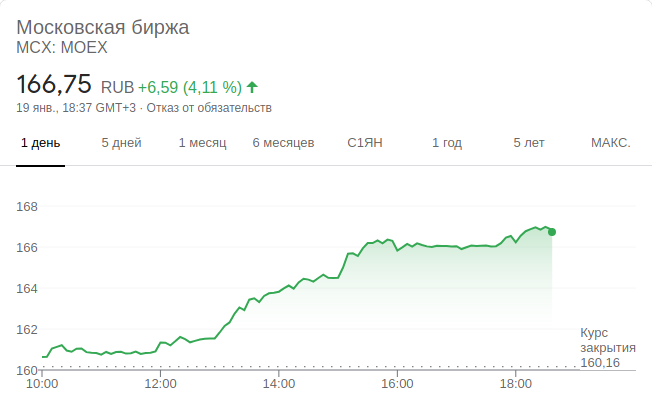 Московская биржа
MCX: MOEX
166,75 RUB +6,59 (4,11 %)
19 янв., 18:37 GMT+3 · Отказ от обязательств
1 день 5 дней 1 месяц 6 месяцев С1ЯН 1 год 5 лет МАКС.
168
166
164
162
160
Курс
закрытия
160,16
10:00 12:00 14:00 16:00 18:00